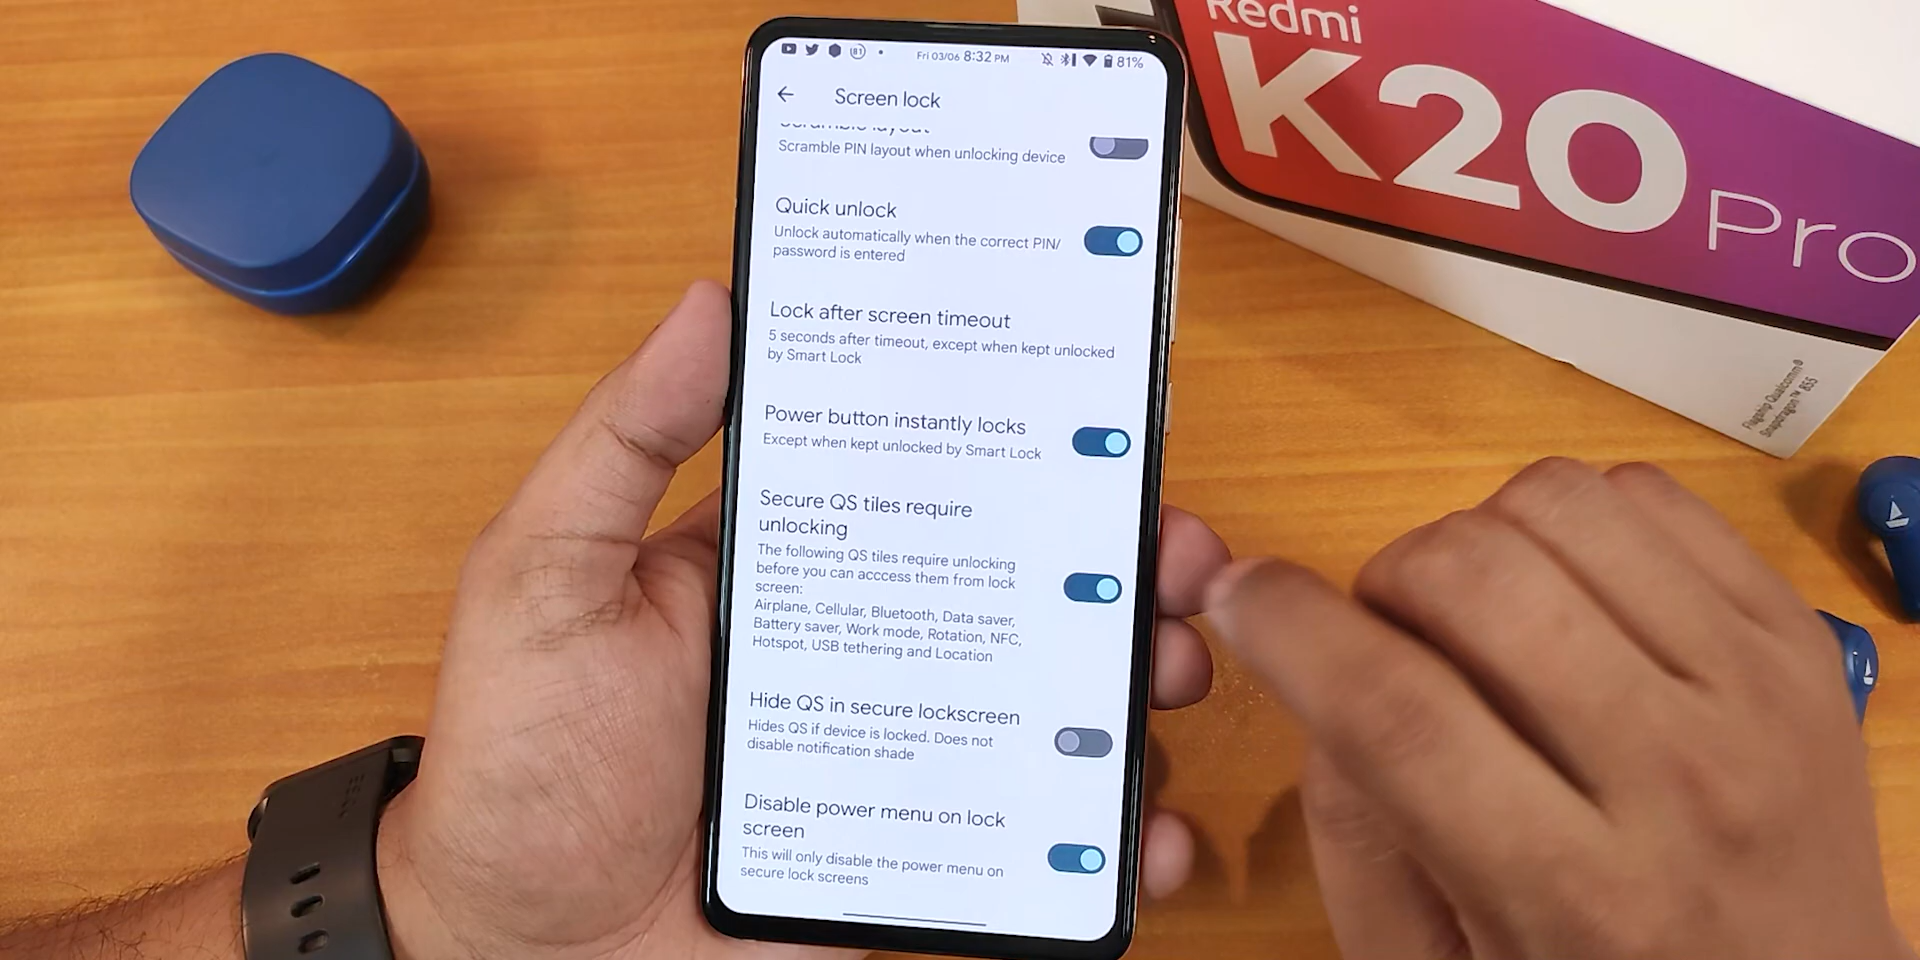 Fri 03/06 8:32 PM
81%
Screen lock
Scramble layout
Scramble PIN layout when unlocking device
Quick unlock
Unlock automatically when the correct PIN/
password is entered
Lock after screen timeout
5 seconds after timeout, except when kept unlocked
by Smart Lock
Power button instantly locks
Except when kept unlocked by Smart Lock
Secure QS tiles require
unlocking
The following QS tiles require unlocking
before you can acccess them from lock
screen:
Airplane, Cellular, Bluetooth, Data saver,
Battery saver, Work mode, Rotation, NFC,
Hotspot, USB tethering and Location
Hide QS in secure lockscreen
Hides QS if device is locked. Does not
disable notification shade
Disable power menu on lock
screen
This will only disable the power menu on
secure lock screens
Redmi
K20 Pro
Flagship Qualcomm®
Snapdragon™ 855